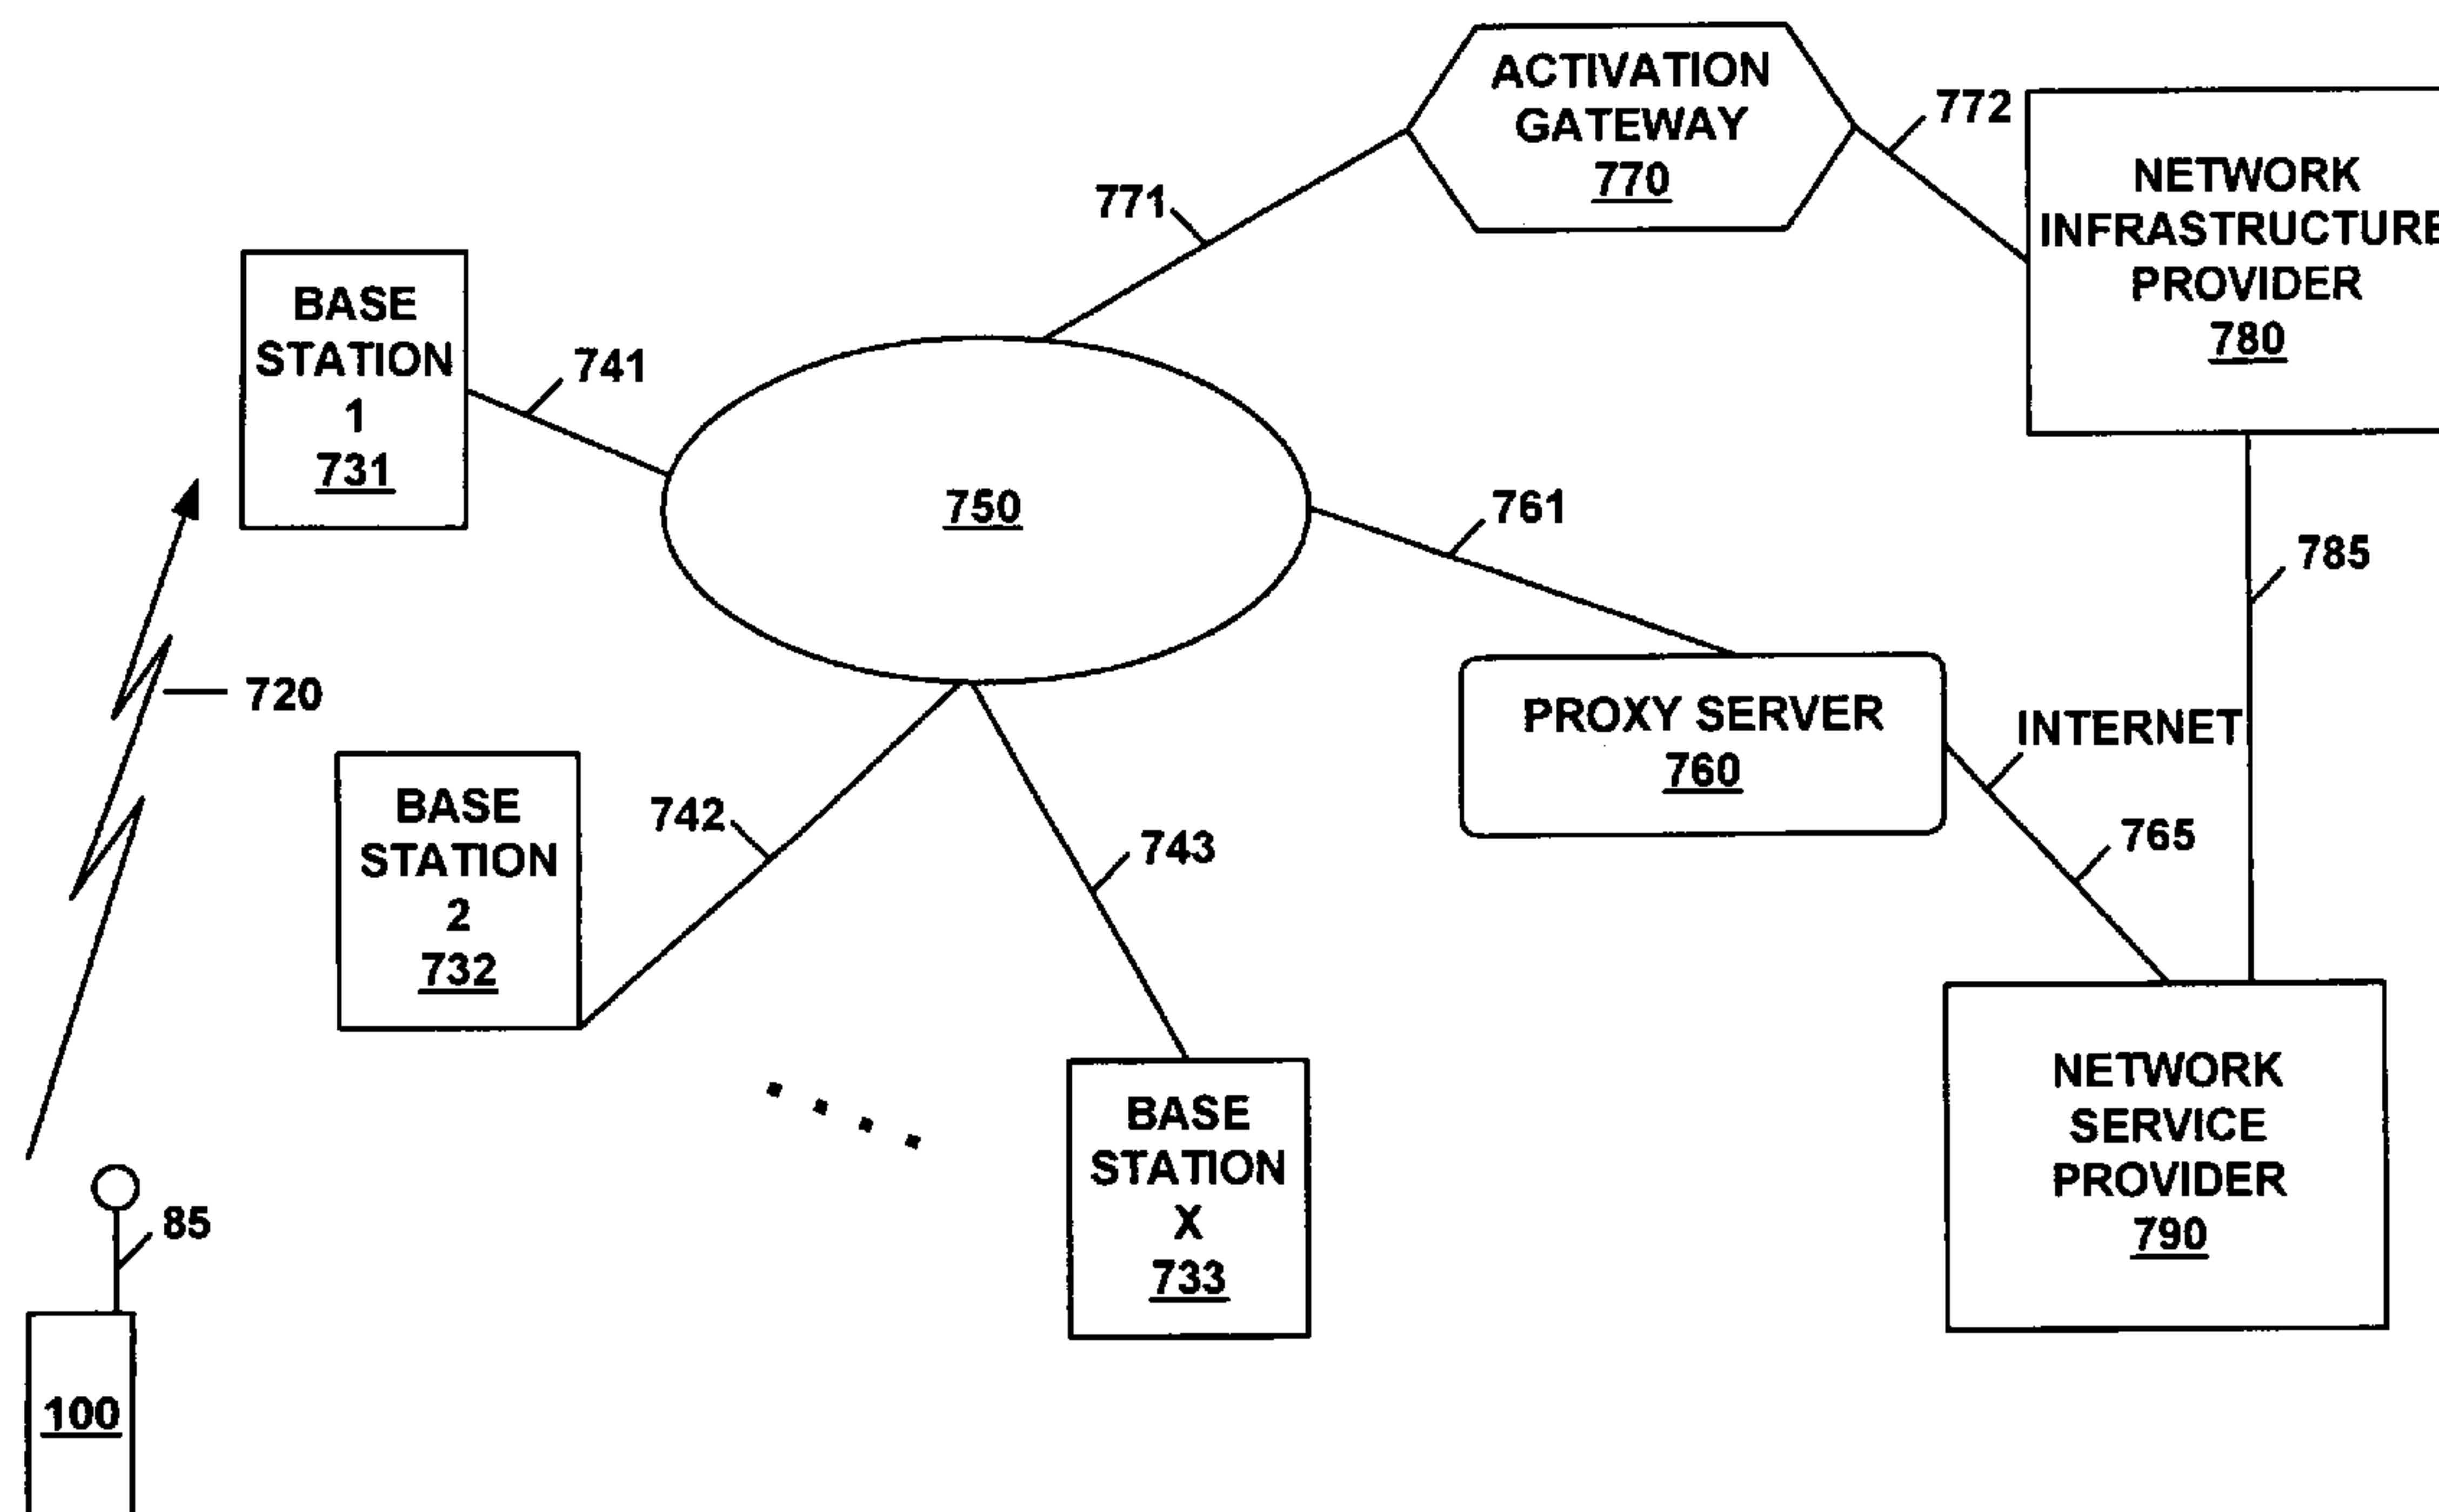 ACTIVATION
GATEWAY
770
772
NETWORK
INFRASTRUCTURE
PROVIDER
780
771
BASE
STATION
1
731
741
750
761
785
720
PROXY SERVER
760
INTERNET
765
BASE
STATION
2
732
742
743
NETWORK
SERVICE
PROVIDER
790
BASE
STATION
X
733
85
100